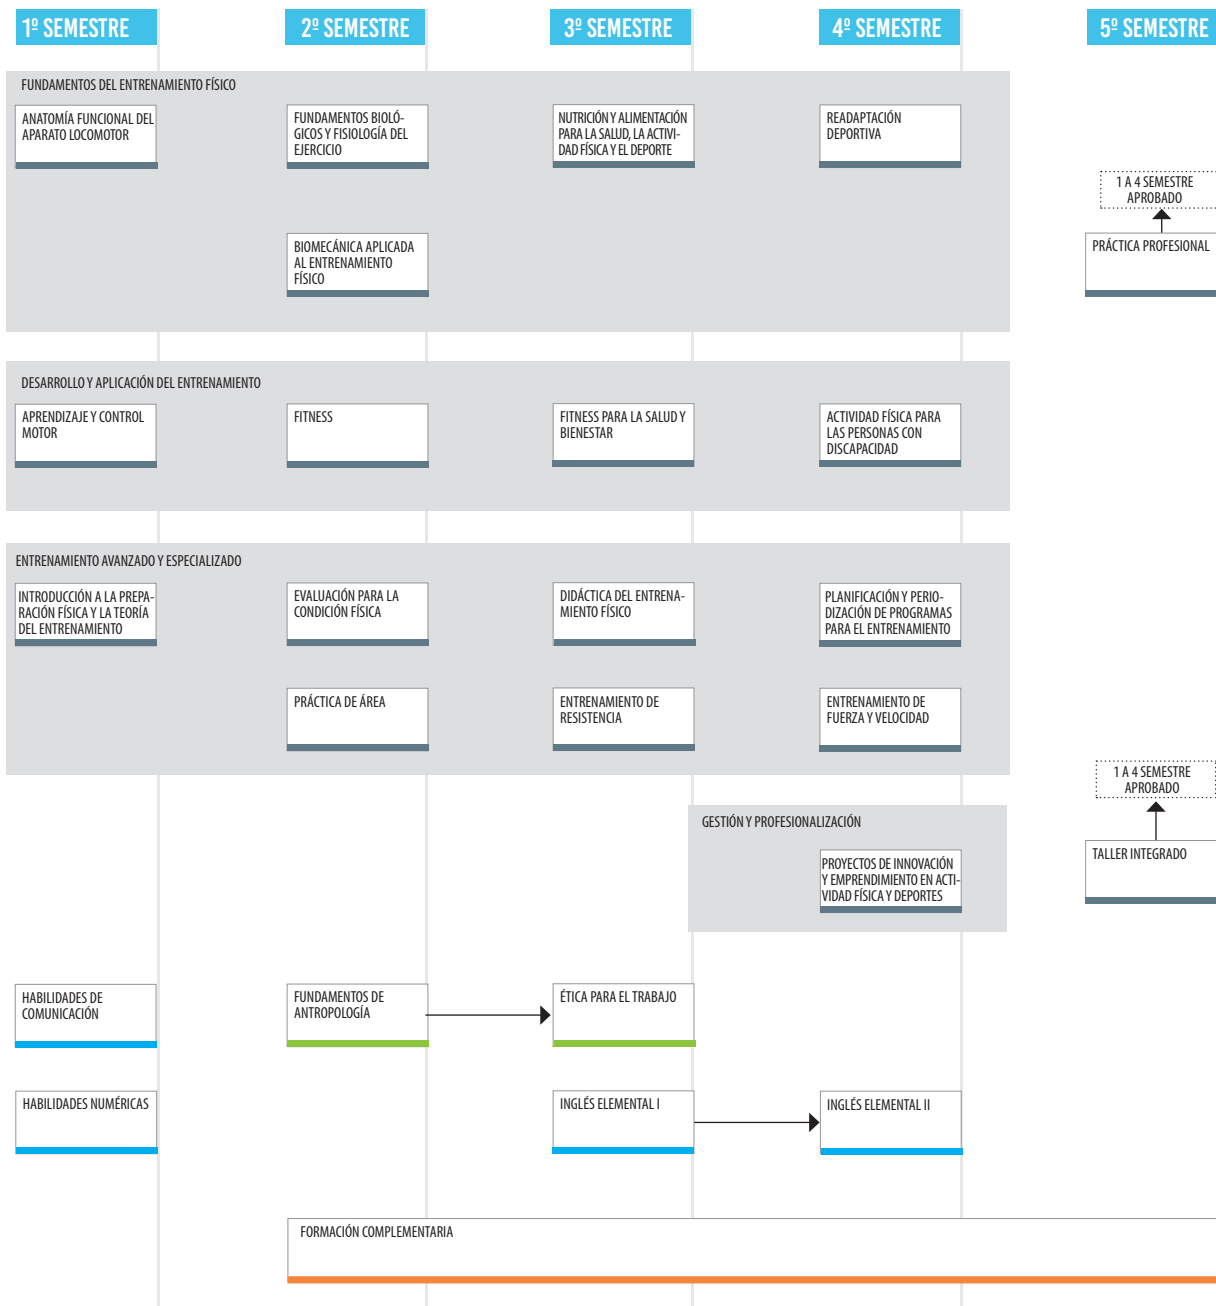 1º SEMESTRE
2º SEMESTRE
3º SEMESTRE
4º SEMESTRE
5º SEMESTRE
FUNDAMENTOS DEL ENTRENAMIENTO FÍSICO
ANATOMÍA FUNCIONAL DEL
APARATO LOCOMOTOR
FUNDAMENTOS BIOLÓ-
GICOS Y FISIOLOGÍA DEL
EJERCICIO
NUTRICIÓN Y ALIMENTACIÓN
PARA LA SALUD, LA ACTIVI-
DAD FÍSICA Y EL DEPORTE
READAPTACIÓN
DEPORTIVA
1 A 4 SEMESTRE
APROBADO
BIOMECÁNICA APLICADA
AL ENTRENAMIENTO
FÍSICO
PRÁCTICA PROFESIONAL
DESARROLLO Y APLICACIÓN DEL ENTRENAMIENTO
APRENDIZAJE Y CONTROL
MOTOR
FITNESS
FITNESS PARA LA SALUD Y
BIENESTAR
ACTIVIDAD FÍSICA PARA
LAS PERSONAS CON
DISCAPACIDAD
ENTRENAMIENTO AVANZADO Y ESPECIALIZADO
INTRODUCCIÓN A LA PREPA-
RACIÓN FÍSICA Y LA TEORÍA
DEL ENTRENAMIENTO
EVALUACIÓN PARA LA
CONDICIÓN FÍSICA
DIDÁCTICA DEL ENTRENA-
MIENTO FÍSICO
PLANIFICACIÓN Y PERIO-
DIZACIÓN DE PROGRAMAS
PARA EL ENTRENAMIENTO
PRÁCTICA DE ÁREA
ENTRENAMIENTO DE
RESISTENCIA
ENTRENAMIENTO DE
FUERZA Y VELOCIDAD
1 A 4 SEMESTRE
APROBADO
GESTIÓN Y PROFESIONALIZACIÓN
PROYECTOS DE INNOVACIÓN
Y EMPRENDIMIENTO EN ACTI-
VIDAD FÍSICA Y DEPORTES
TALLER INTEGRADO
HABILIDADES DE
COMUNICACIÓN
FUNDAMENTOS DE
ANTROPOLOGÍA
ÉTICA PARA EL TRABAJO
HABILIDADES NUMÉRICAS
INGLÉS ELEMENTAL I
INGLÉS ELEMENTAL II
FORMACIÓN COMPLEMENTARIA